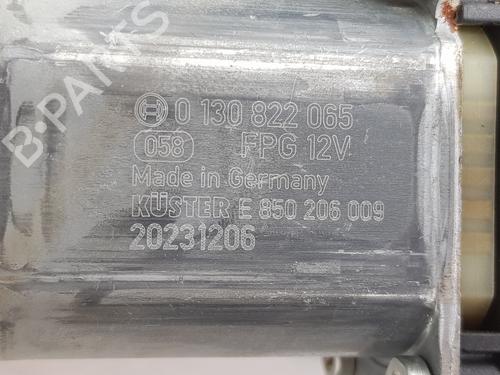 0 130 822 065
058 FPG 12V
Made in Germany
KÜSTER E 850 206 009
20231206
B-PARTS